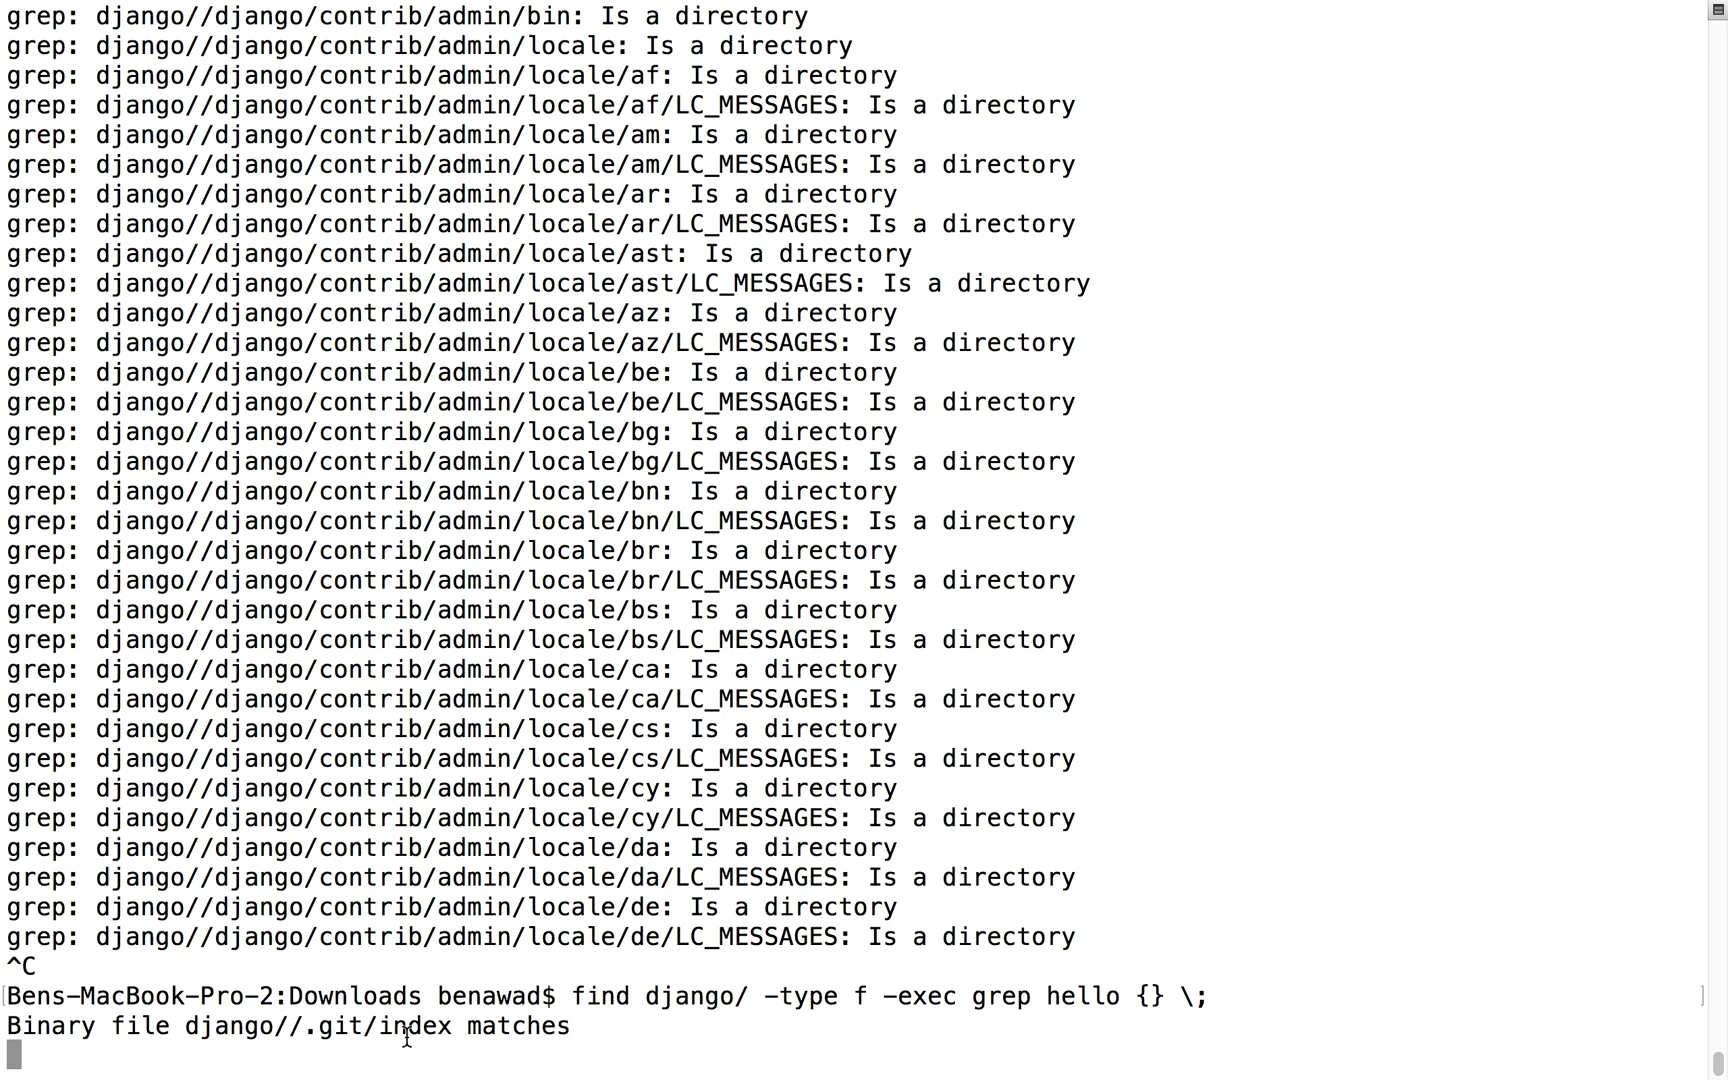 grep: django//django/contrib/admin/bin: Is a directory
grep: django//django/contrib/admin/locale: Is a directory
grep: django//django/contrib/admin/locale/af: Is a directory
grep: django//django/contrib/admin/locale/af/LC_MESSAGES: Is a directory
grep: django//django/contrib/admin/locale/am: Is a directory
grep: django//django/contrib/admin/locale/am/LC_MESSAGES: Is a directory
grep: django//django/contrib/admin/locale/ar: Is a directory
grep: django//django/contrib/admin/locale/ar/LC_MESSAGES: Is a directory
grep: django//django/contrib/admin/locale/ast: Is a directory
grep: django//django/contrib/admin/locale/ast/LC_MESSAGES: Is a directory
grep: django//django/contrib/admin/locale/az: Is a directory
grep: django//django/contrib/admin/locale/az/LC_MESSAGES: Is a directory
grep: django//django/contrib/admin/locale/be: Is a directory
grep: django//django/contrib/admin/locale/be/LC_MESSAGES: Is a directory
grep: django//django/contrib/admin/locale/bg: Is a directory
grep: django//django/contrib/admin/locale/bg/LC_MESSAGES: Is a directory
grep: django//django/contrib/admin/locale/bn: Is a directory
grep: django//django/contrib/admin/locale/bn/LC_MESSAGES: Is a directory
grep: django//django/contrib/admin/locale/br: Is a directory
grep: django//django/contrib/admin/locale/br/LC_MESSAGES: Is a directory
grep: django//django/contrib/admin/locale/bs: Is a directory
grep: django//django/contrib/admin/locale/bs/LC_MESSAGES: Is a directory
grep: django//django/contrib/admin/locale/ca: Is a directory
grep: django//django/contrib/admin/locale/ca/LC_MESSAGES: Is a directory
grep: django//django/contrib/admin/locale/cs: Is a directory
grep: django//django/contrib/admin/locale/cs/LC_MESSAGES: Is a directory
grep: django//django/contrib/admin/locale/cy: Is a directory
grep: django//django/contrib/admin/locale/cy/LC_MESSAGES: Is a directory
grep: django//django/contrib/admin/locale/da: Is a directory
grep: django//django/contrib/admin/locale/da/LC_MESSAGES: Is a directory
grep: django//django/contrib/admin/locale/de: Is a directory
grep: django//django/contrib/admin/locale/de/LC_MESSAGES: Is a directory
^C
[Bens-MacBook-Pro-2:Downloads benawad$ find django/ -type f -exec grep hello {} \; ]
Binary file django//.git/index matches